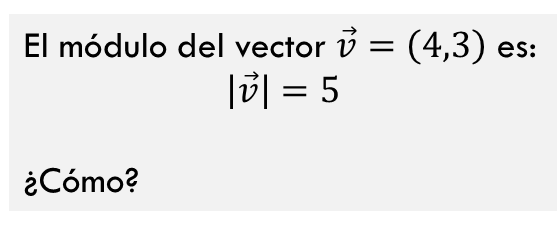 El módulo del vector v⃗ = (4,3) es:
|v⃗| = 5
¿Cómo?